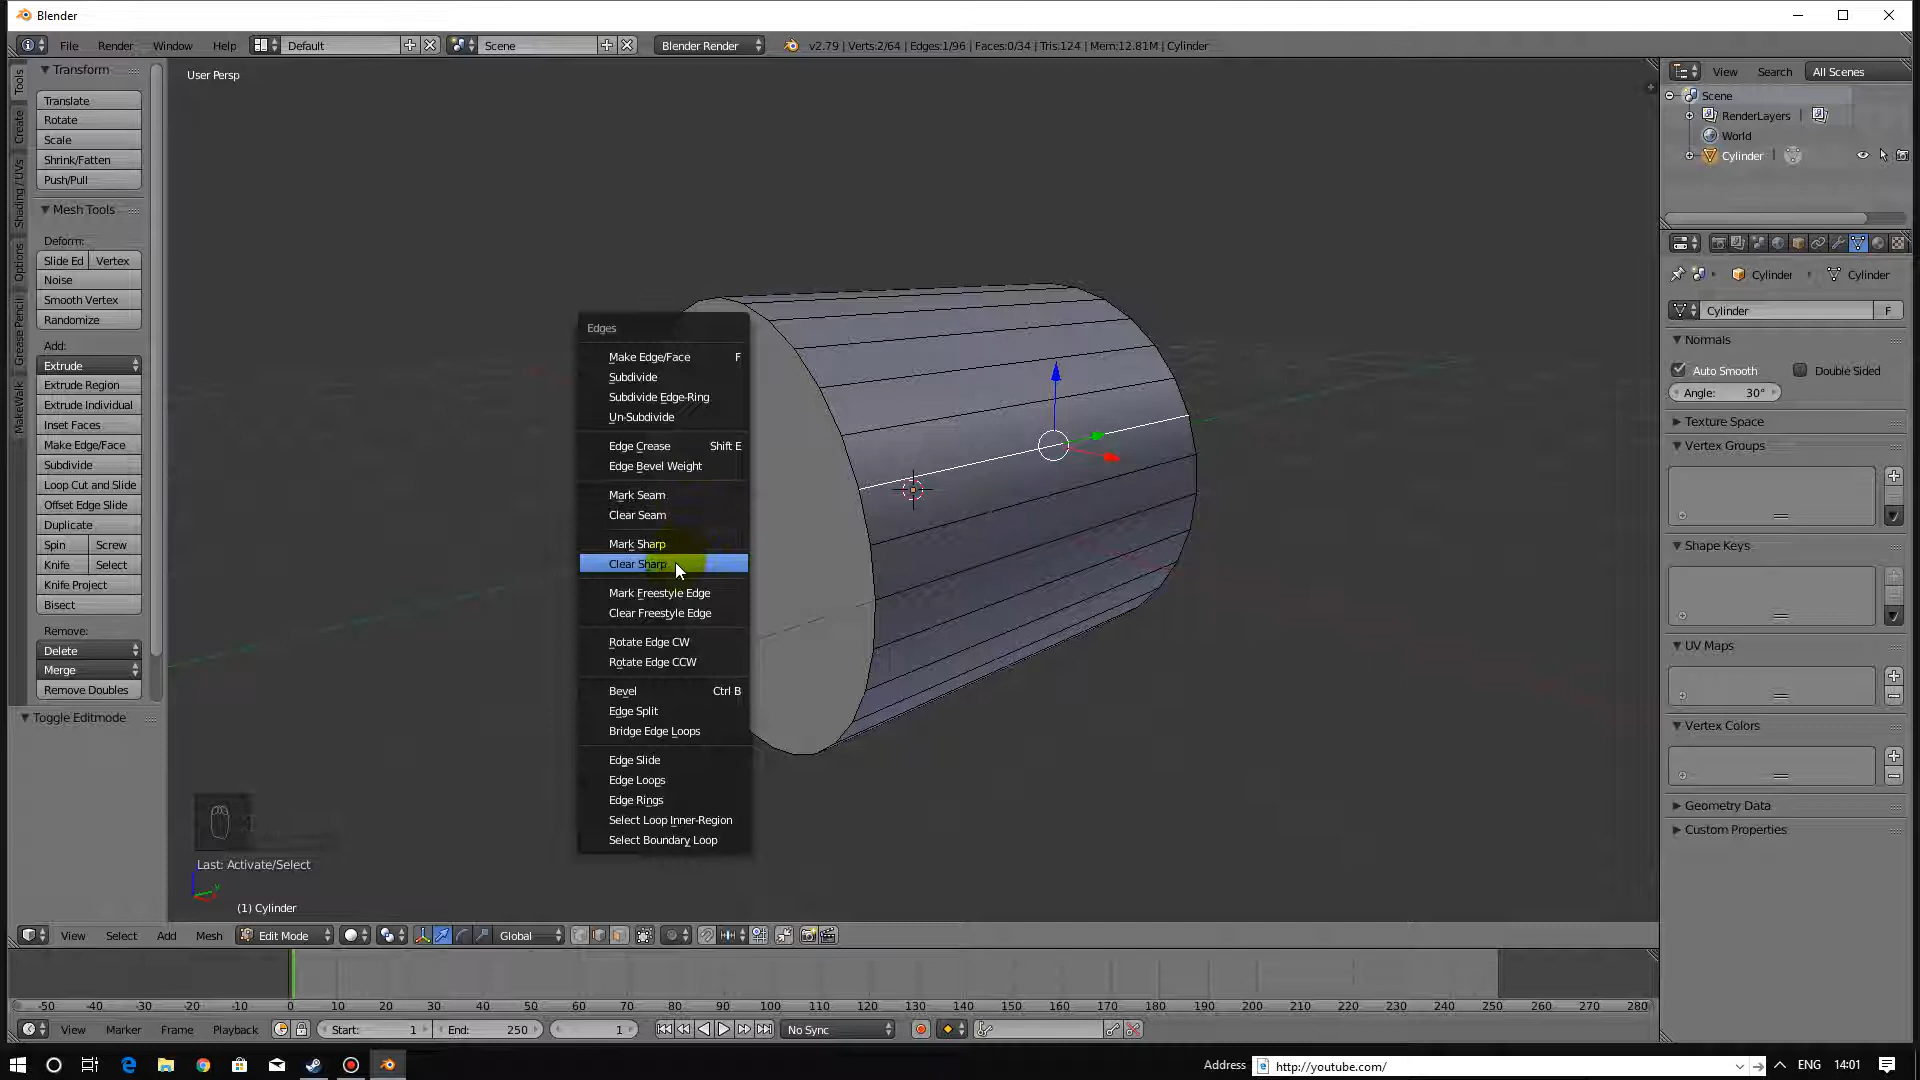 Blender
File Render Window Help Default Scene Blender Render v2.79 | Verts:2/64 | Edges:1/96 | Faces:0/34 | Tris:124 | Mem:12.81M | Cylinder
Tools
Create
Shading / UVs
Options
Grease Pencil
MakeWalk
Transform
Translate
Rotate
Scale
Shrink/Fatten
Push/Pull
Mesh Tools
Deform:
Slide Ed Vertex
Noise
Smooth Vertex
Randomize
Add:
Extrude
Extrude Region
Extrude Individual
Inset Faces
Make Edge/Face
Subdivide
Loop Cut and Slide
Offset Edge Slide
Duplicate
Spin Screw
Knife Select
Knife Project
Bisect
Remove:
Delete
Merge
Remove Doubles
Toggle Editmode
User Persp
Edges
Make Edge/Face F
Subdivide
Subdivide Edge-Ring
Un-Subdivide
Edge Crease Shift E
Edge Bevel Weight
Mark Seam
Clear Seam
Mark Sharp
Clear Sharp
Mark Freestyle Edge
Clear Freestyle Edge
Rotate Edge CW
Rotate Edge CCW
Bevel Ctrl B
Edge Split
Bridge Edge Loops
Edge Slide
Edge Loops
Edge Rings
Select Loop Inner-Region
Select Boundary Loop
Last: Activate/Select
(1) Cylinder
View Search All Scenes
Scene
RenderLayers
World
Cylinder
Cylinder Cylinder
Cylinder F
Normals
Auto Smooth Double Sided
Angle: 30°
Texture Space
Vertex Groups
Shape Keys
UV Maps
Vertex Colors
Geometry Data
Custom Properties
View Select Add Mesh Edit Mode Global
-50 -40 -30 -20 -10 0 10 20 30 40 50 60 70 80 90 100 110 120 130 140 150 160 170 180 190 200 210 220 230 240 250 260 270 280
View Marker Frame Playback Start: 1 End: 250 1 No Sync
Address http://youtube.com/ ENG 14:01